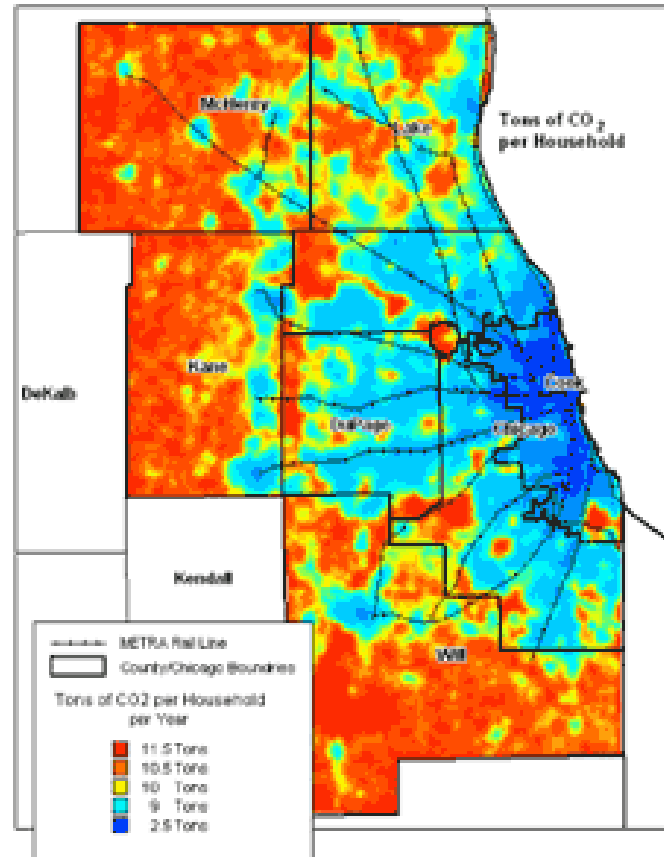 McHenry
Lake
Tons of CO2
per Household
Kane
Cook
DeKalb
DuPage
Chicago
Kendall
Will
METRA Rail Line
County/Chicago Boundries
Tons of CO2 per Household
per Year
11.5 Tons
10.5 Tons
10 Tons
9 Tons
2.5 Tons